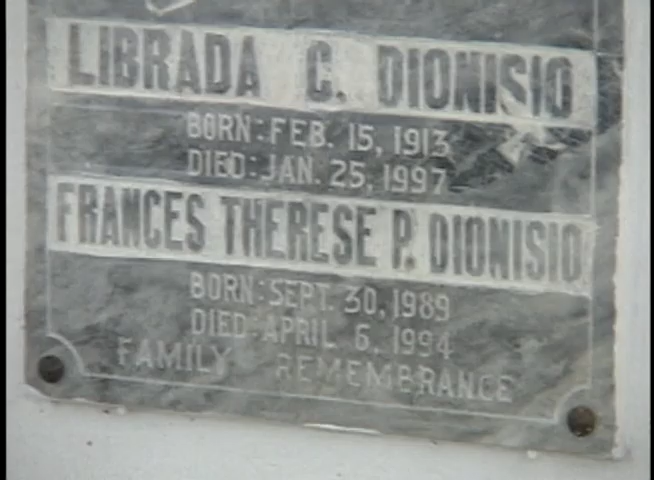 LIBRADA C. DIONISIO
BORN: FEB. 15, 1913
DIED: JAN. 25, 1997
FRANCES THERESE P. DIONISIO
BORN: SEPT. 30, 1989
DIED: APRIL 6, 1994
FAMILY REMEMBRANCE